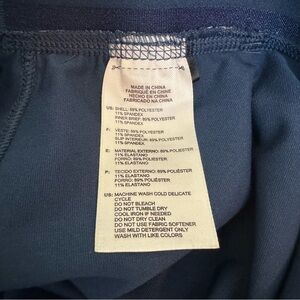 MADE IN CHINA
FABRIQUÉ EN CHINE
HECHO EN CHINA
FABRICADO NA CHINA
US: SHELL: 89% POLYESTER
11% SPANDEX
INNER BRIEF: 89% POLYESTER
11% SPANDEX
F: VESTE: 89% POLYESTER
11% SPANDEX
SLIP INTERIEUR: 89% POLYESTER
11% SPANDEX
E: MATERIAL EXTERNO: 89% POLIÉSTER
11% ELASTANO
FORRO: 89% POLIÉSTER
11% ELASTANO
P: TECIDO EXTERNO: 89% POLIÉSTER
11% ELASTANO
FORRO: 89% POLIÉSTER
11% ELASTANO
US: MACHINE WASH COLD DELICATE
CYCLE
DO NOT BLEACH
DO NOT TUMBLE DRY
COOL IRON IF NEEDED
DO NOT DRY CLEAN
DO NOT USE FABRIC SOFTENER
USE MILD DETERGENT ONLY
WASH WITH LIKE COLORS